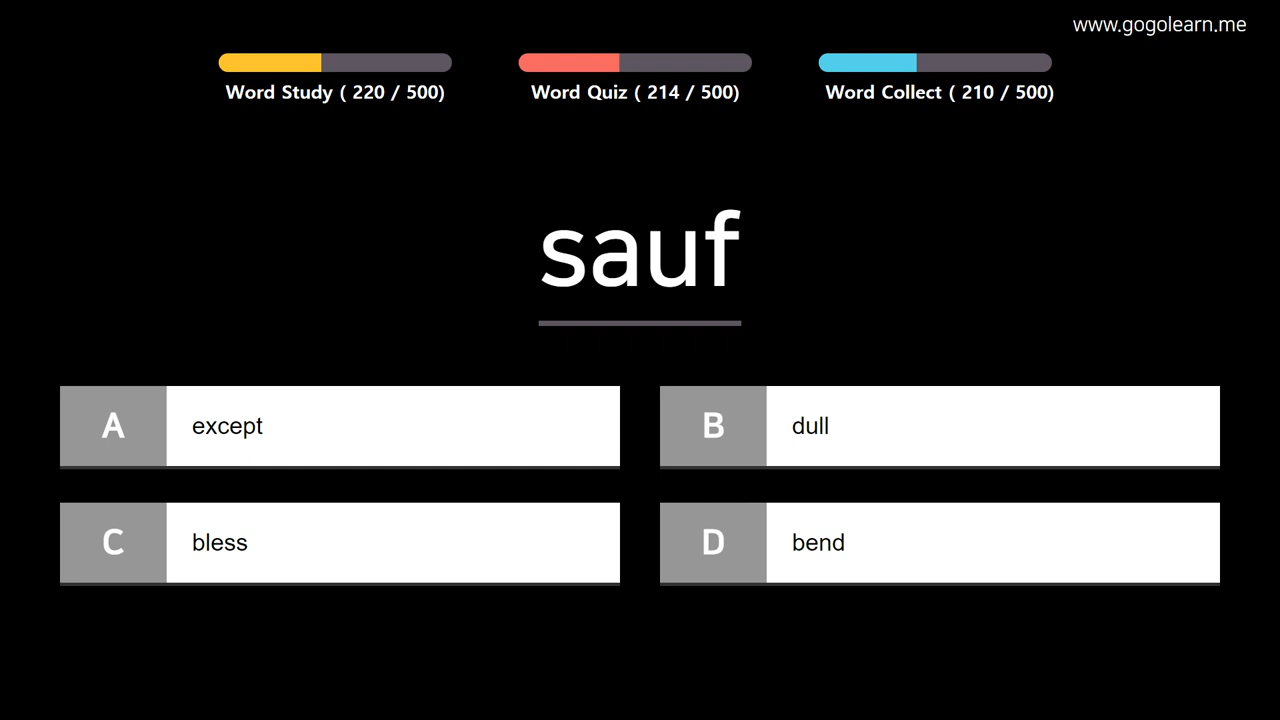 www.gogolearn.me
Word Study ( 220 / 500)
Word Quiz ( 214 / 500)
Word Collect ( 210 / 500)
sauf
A except
B dull
C bless
D bend